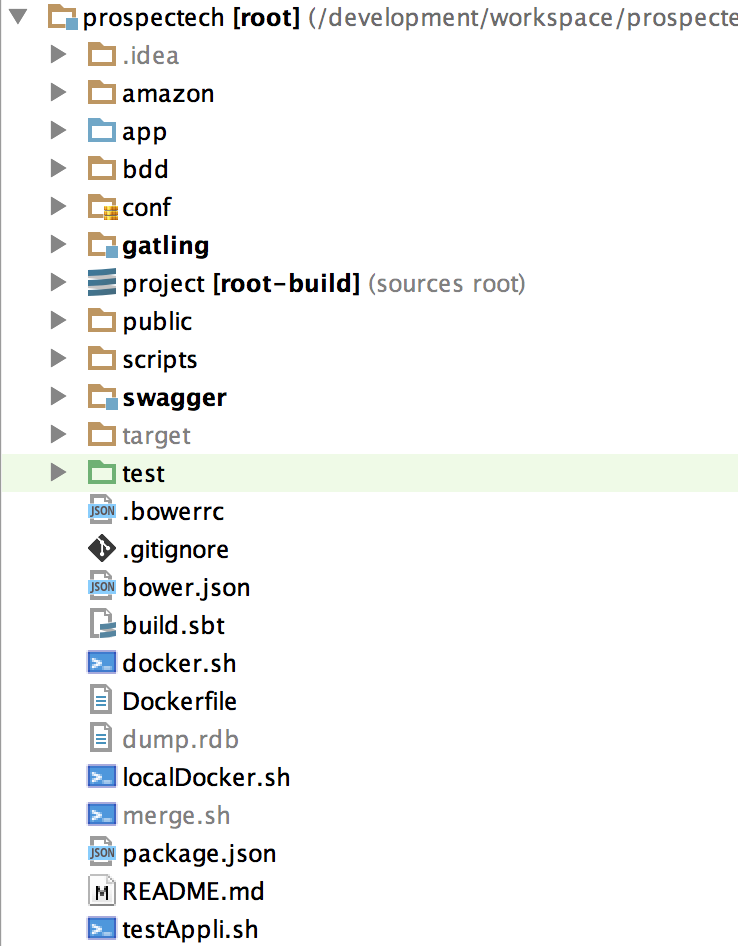 prospectech [root] (/development/workspace/prospecte
.idea
amazon
app
bdd
conf
gatling
project [root-build] (sources root)
public
scripts
swagger
target
test
JSON .bowerrc
.gitignore
JSON bower.json
build.sbt
>_ docker.sh
Dockerfile
dump.rdb
>_ localDocker.sh
>_ merge.sh
JSON package.json
M README.md
>_ testAppli.sh